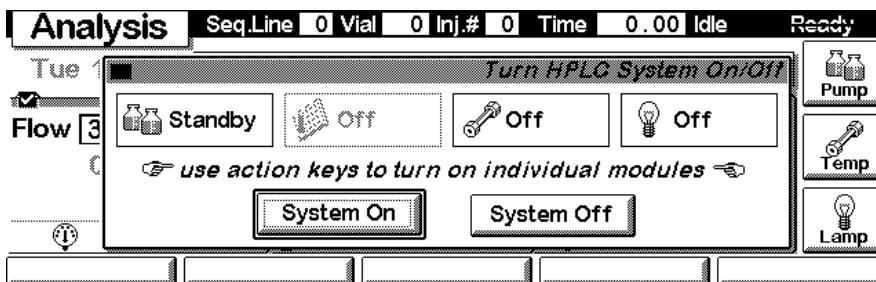 Analysis Seq.Line 0 Vial 0 Inj.# 0 Time 0.00 Idle Ready
Tue 1
Turn HPLC System On/Off
Pump
Flow 3
Standby Off Off Off
use action keys to turn on individual modules
Temp
System On System Off
Lamp